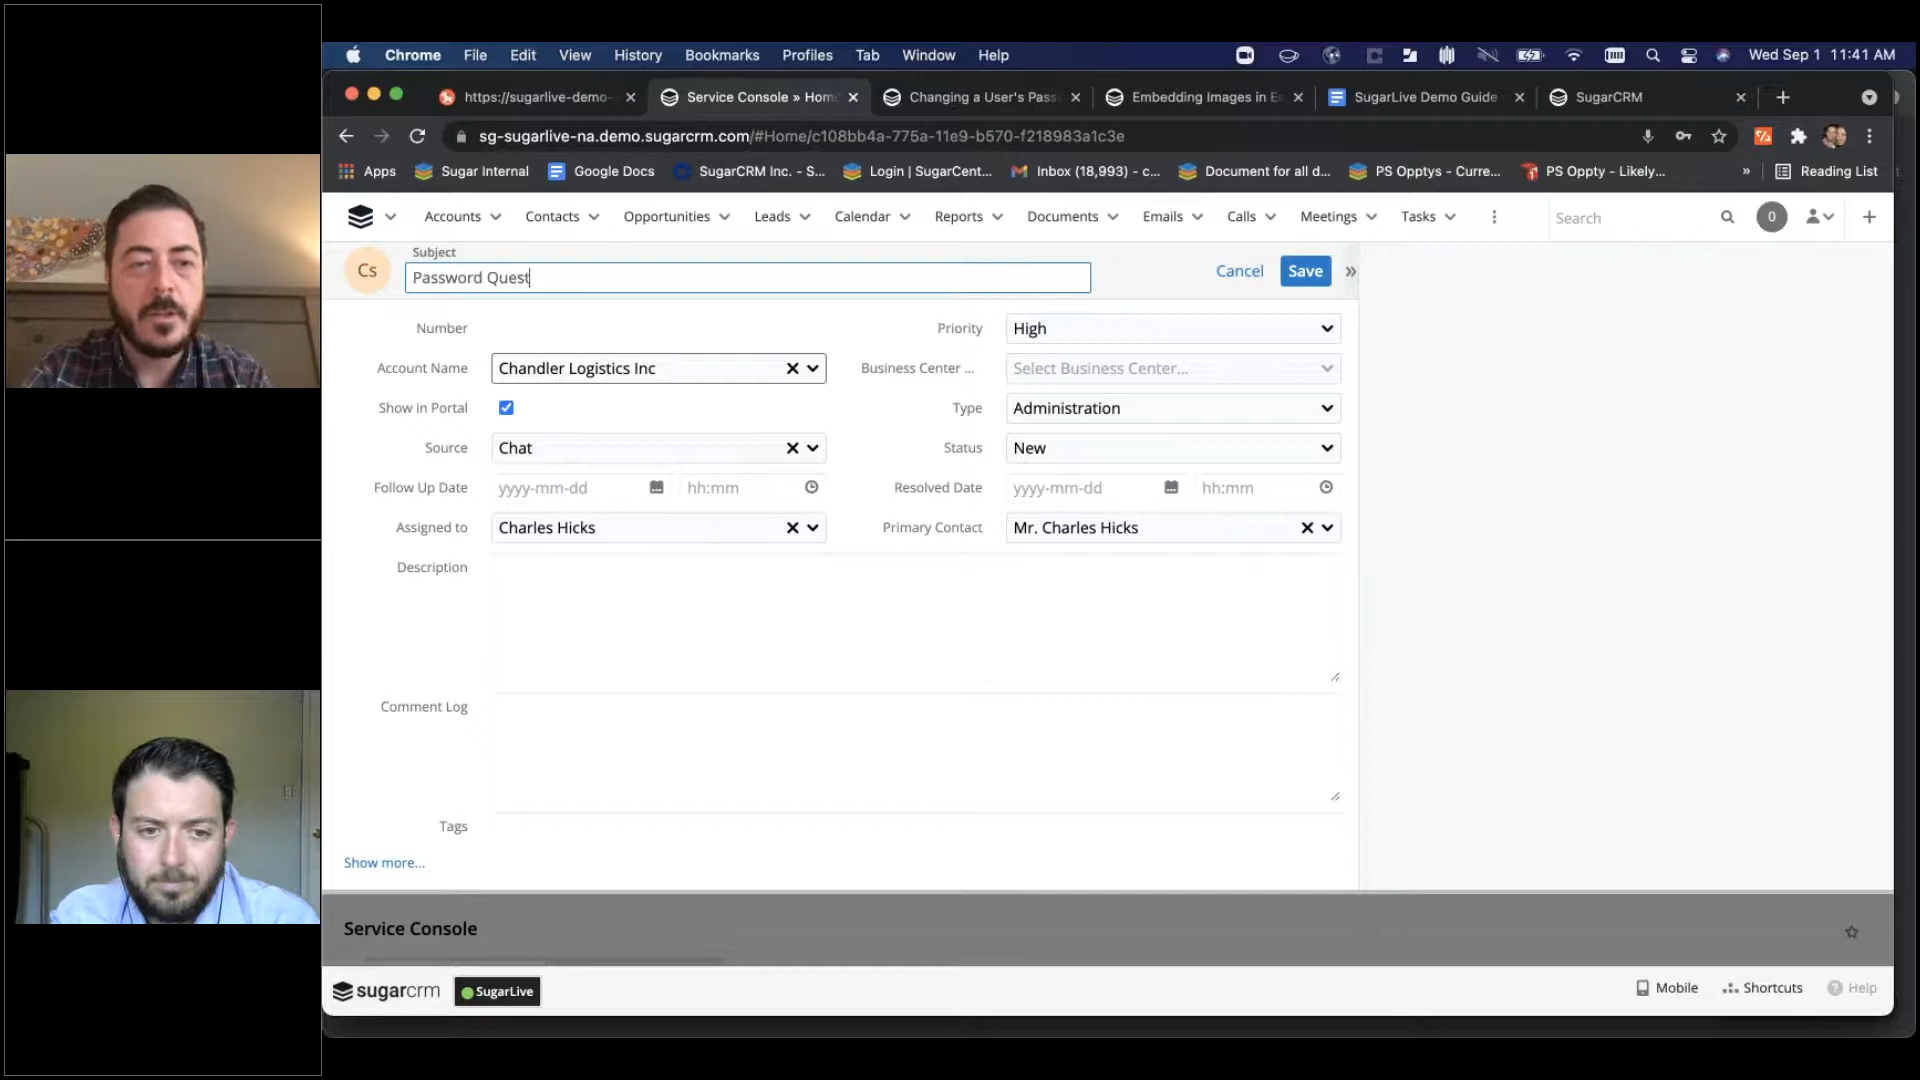 Chrome File Edit View History Bookmarks Profiles Tab Window Help Wed Sep 1 11:41 AM
https://sugarlive-demo- Service Console » Hom Changing a User's Pass Embedding Images in E SugarLive Demo Guide SugarCRM
sg-sugarlive-na.demo.sugarcrm.com/#Home/c108bb4a-775a-11e9-b570-f218983a1c3e
Apps Sugar Internal Google Docs SugarCRM Inc. - S... Login | SugarCent... Inbox (18,993) - c... Document for all d... PS Opptys - Curre... PS Oppty - Likely... » Reading List
Accounts Contacts Opportunities Leads Calendar Reports Documents Emails Calls Meetings Tasks Search 0
Subject
Cs Password Quest Cancel Save »
Number Priority High
Account Name Chandler Logistics Inc Business Center ... Select Business Center...
Show in Portal Type Administration
Source Chat Status New
Follow Up Date yyyy-mm-dd hh:mm Resolved Date yyyy-mm-dd hh:mm
Assigned to Charles Hicks Primary Contact Mr. Charles Hicks
Description
Comment Log
Tags
Show more...
Service Console
sugarcrm SugarLive Mobile Shortcuts Help